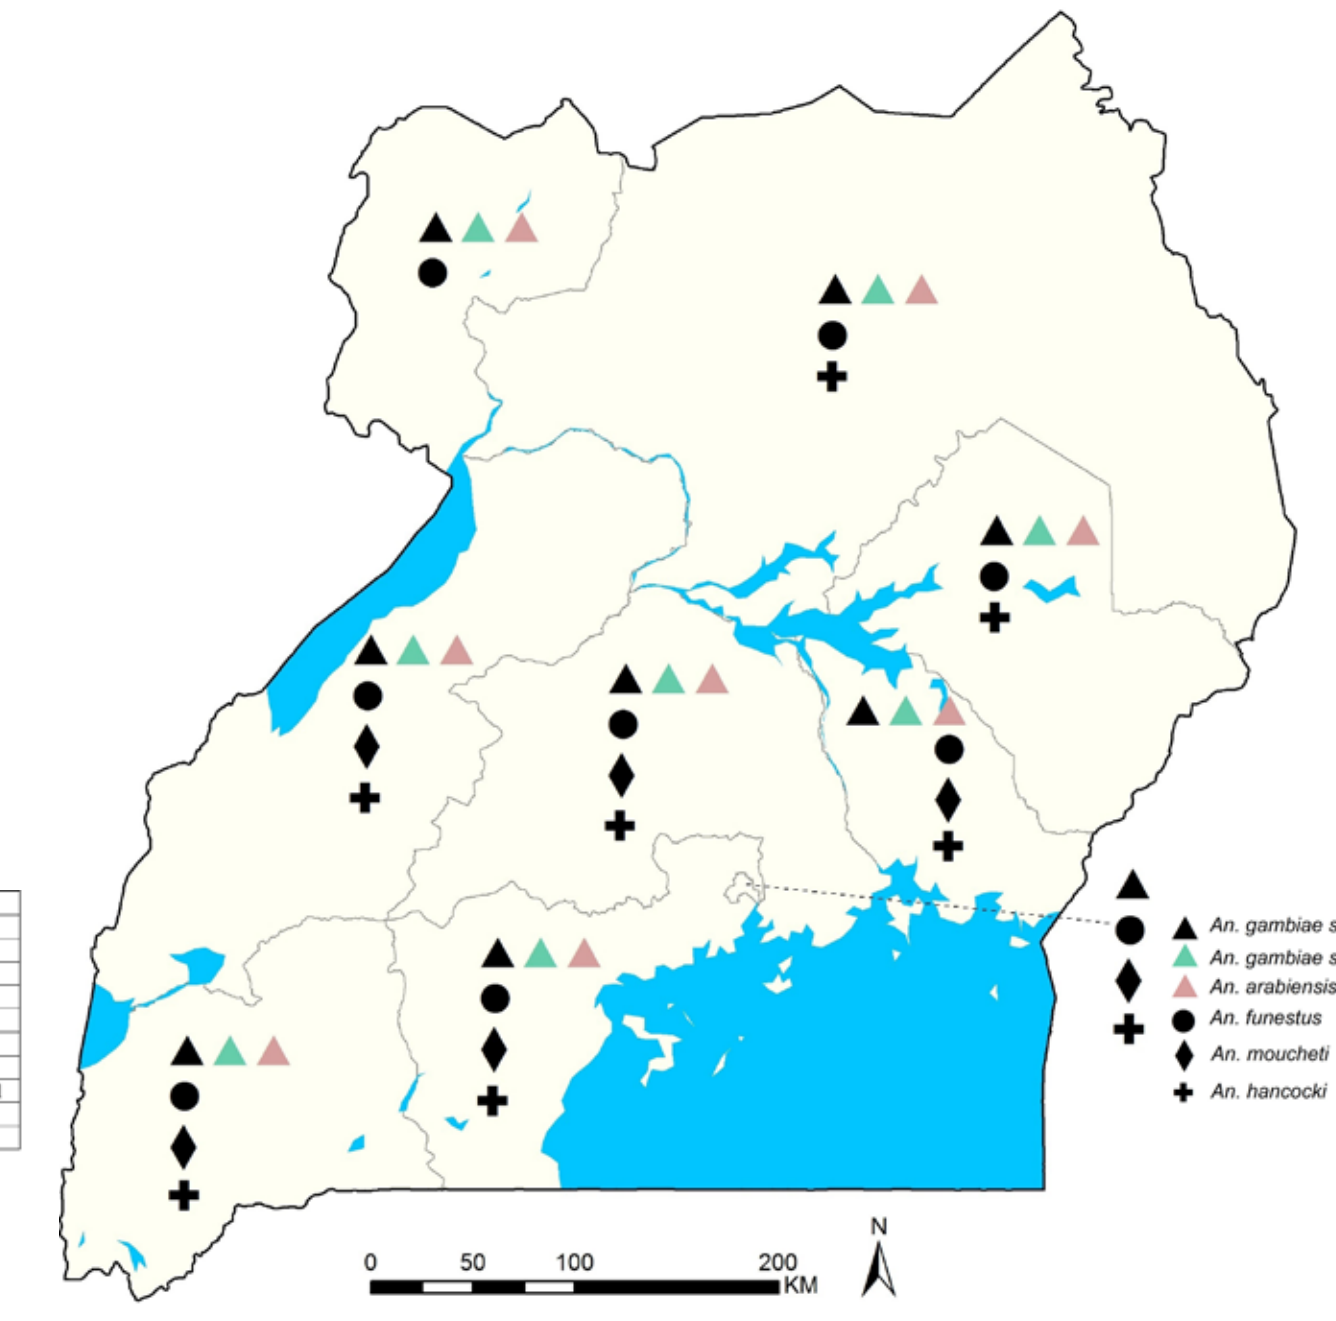 An. gambiae s
An. gambiae s
An. arabiensis
An. funestus
An. moucheti
An. hancocki
N
0 50 100 200
KM